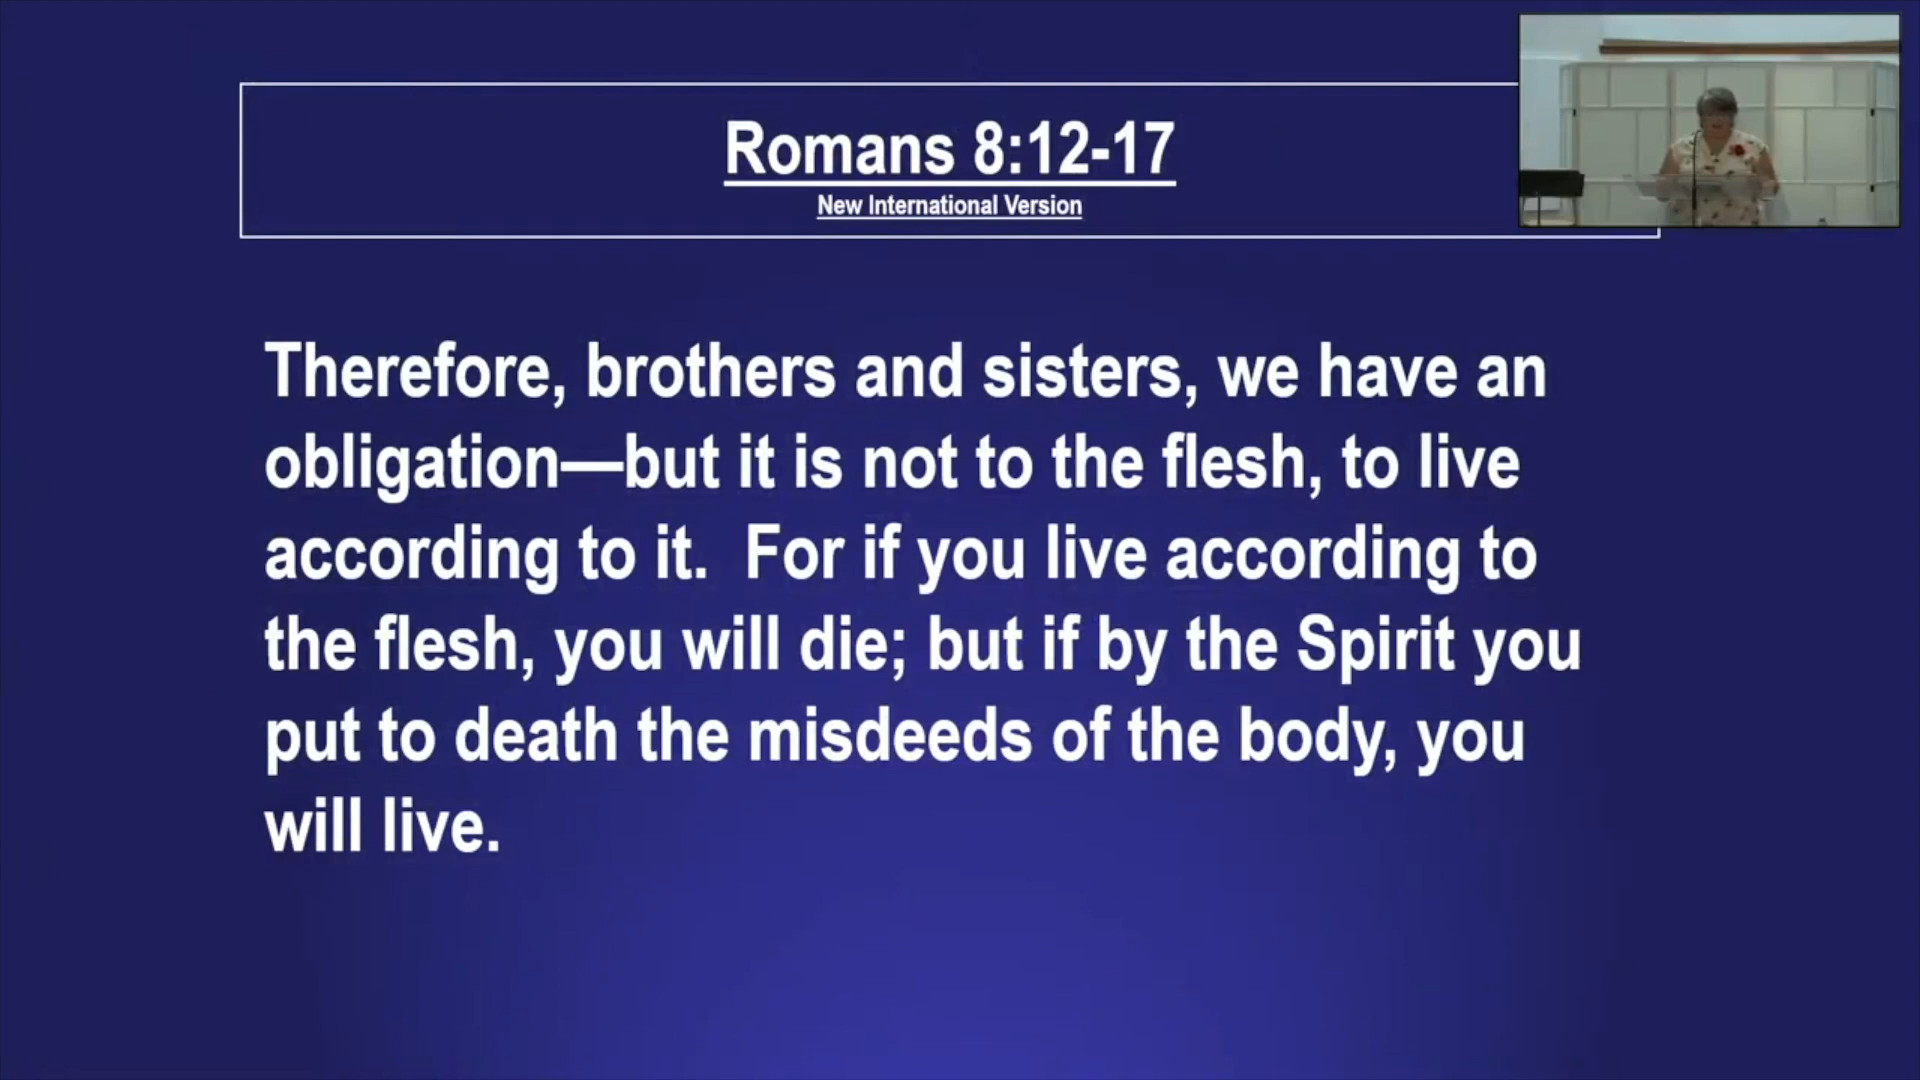 Romans 8:12-17
New International Version
Therefore, brothers and sisters, we have an
obligation—but it is not to the flesh, to live
according to it.  For if you live according to
the flesh, you will die; but if by the Spirit you
put to death the misdeeds of the body, you
will live.